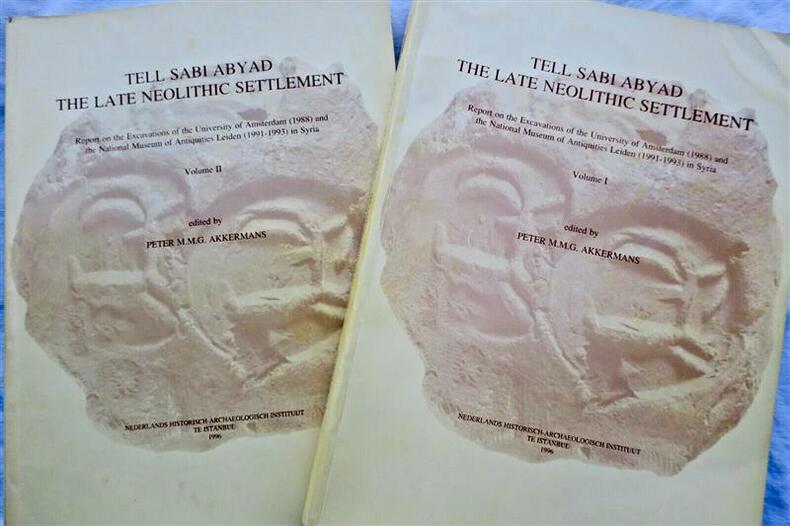 TELL SABI ABYAD
THE LATE NEOLITHIC SETTLEMENT
Report on the Excavations of the University of Amsterdam (1988) and
the National Museum of Antiquities Leiden (1991-1993) in Syria
Volume II
edited by
PETER M.M.G. AKKERMANS
NEDERLANDS HISTORISCH-ARCHAEOLOGISCH INSTITUUT
TE ISTANBUL
1996
TELL SABI ABYAD
THE LATE NEOLITHIC SETTLEMENT
Report on the Excavations of the University of Amsterdam (1988) and
the National Museum of Antiquities Leiden (1991-1993) in Syria
Volume I
edited by
PETER M.M.G. AKKERMANS
NEDERLANDS HISTORISCH-ARCHAEOLOGISCH INSTITUUT
TE ISTANBUL
1996